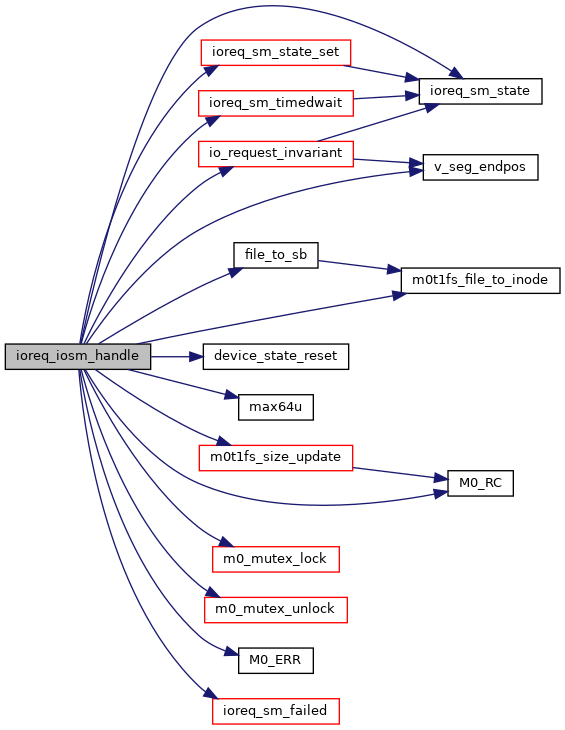 ioreq_sm_state_set
ioreq_sm_state
ioreq_sm_timedwait
io_request_invariant
v_seg_endpos
file_to_sb
m0t1fs_file_to_inode
ioreq_iosm_handle
device_state_reset
max64u
m0t1fs_size_update
M0_RC
m0_mutex_lock
m0_mutex_unlock
M0_ERR
ioreq_sm_failed